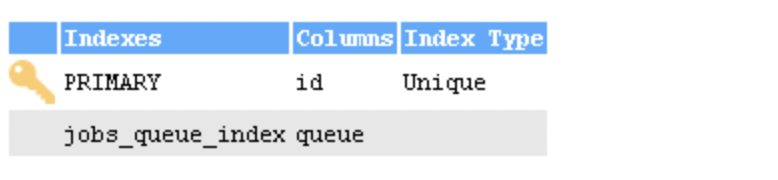 Indexes Columns Index Type
PRIMARY id Unique
jobs_queue_index queue